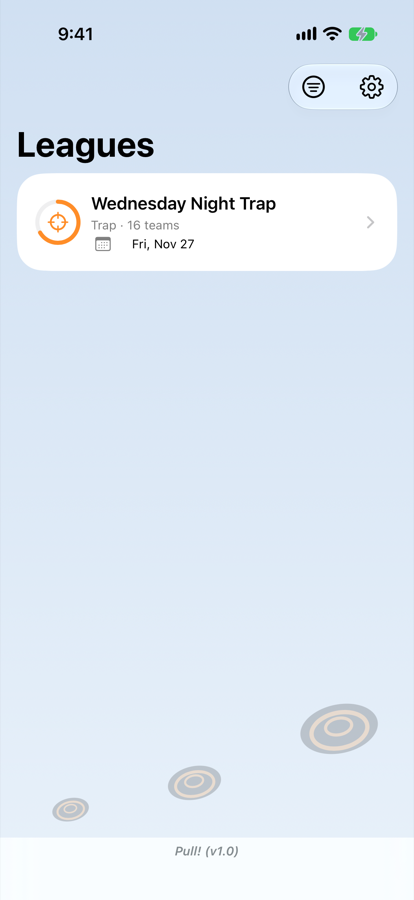 9:41
Leagues
Wednesday Night Trap
Trap · 16 teams
Fri, Nov 27
Pull! (v1.0)